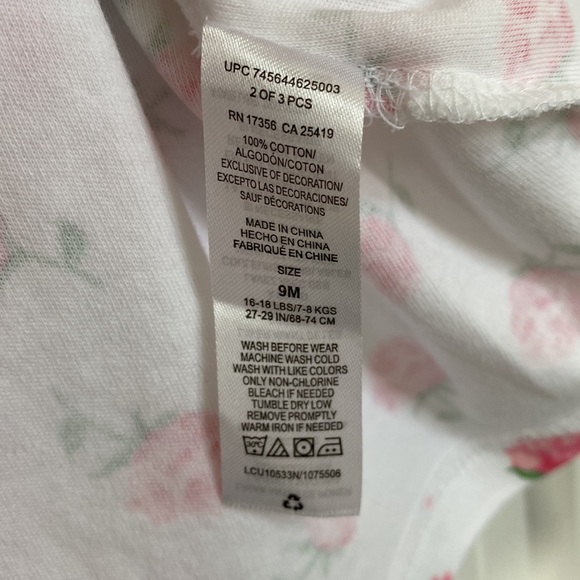 UPC 745644625003
2 OF 3 PCS
RN 17356 CA 25419
100% COTTON/
ALGODÓN/COTON
EXCLUSIVE OF DECORATION/
EXCEPTO LAS DECORACIONES/
SAUF DÉCORATIONS
MADE IN CHINA
HECHO EN CHINA
FABRIQUÉ EN CHINE
SIZE
9M
16-18 LBS/7-8 KGS
27-29 IN/68-74 CM
WASH BEFORE WEAR
MACHINE WASH COLD
WASH WITH LIKE COLORS
ONLY NON-CHLORINE
BLEACH IF NEEDED
TUMBLE DRY LOW
REMOVE PROMPTLY
WARM IRON IF NEEDED
30°C
LCU10533N/1075506